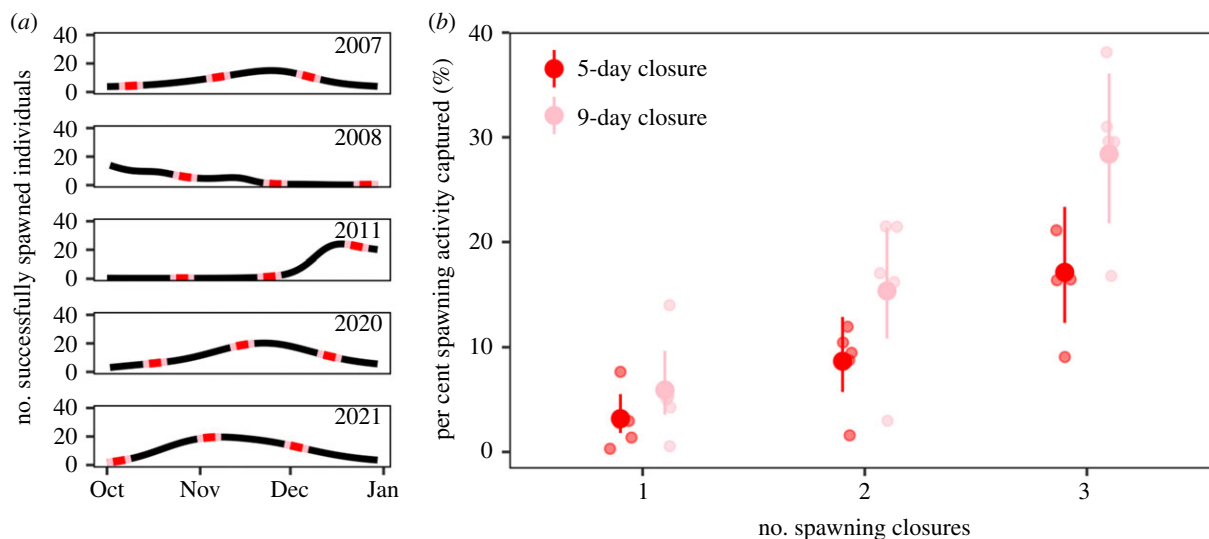 (a)
no. successfully spawned individuals
40
20
0
2007
40
20
0
2008
40
20
0
2011
40
20
0
2020
40
20
0
2021
Oct Nov Dec Jan
(b)
per cent spawning activity captured (%)
40
30
20
10
0
5-day closure
9-day closure
1 2 3
no. spawning closures